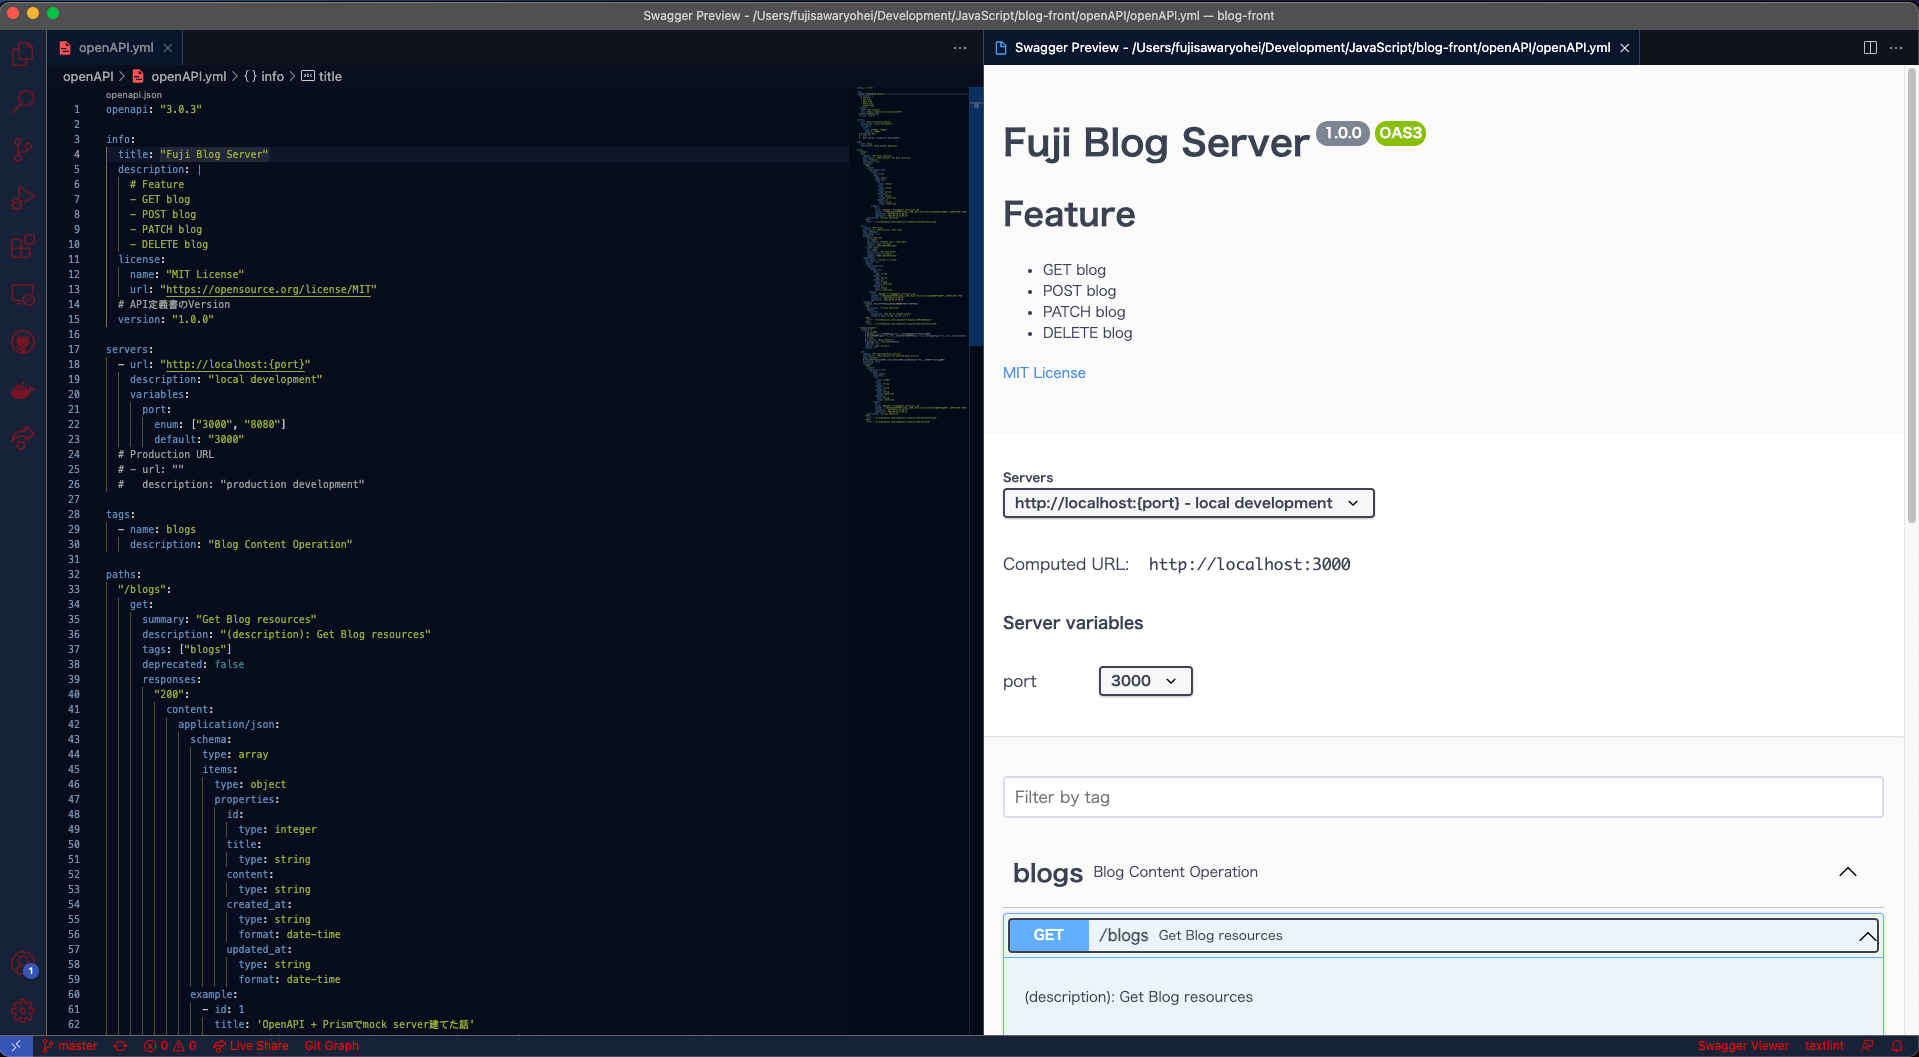 Swagger Preview - /Users/fujisawaryohei/Development/JavaScript/blog-front/openAPI/openAPI.yml — blog-front
openAPI.yml
openAPI > openAPI.yml > {} info > title
openapi.json
1 openapi: "3.0.3"
2
3 info:
4 title: "Fuji Blog Server"
5 description: |
6 # Feature
7 - GET blog
8 - POST blog
9 - PATCH blog
10 - DELETE blog
11 license:
12 name: "MIT License"
13 url: "https://opensource.org/license/MIT"
14 # API定義書のVersion
15 version: "1.0.0"
16
17 servers:
18 - url: "http://localhost:{port}"
19 description: "local development"
20 variables:
21 port:
22 enum: ["3000", "8080"]
23 default: "3000"
24 # Production URL
25 # - url: ""
26 # description: "production development"
27
28 tags:
29 - name: blogs
30 description: "Blog Content Operation"
31
32 paths:
33 "/blogs":
34 get:
35 summary: "Get Blog resources"
36 description: "(description): Get Blog resources"
37 tags: ["blogs"]
38 deprecated: false
39 responses:
40 "200":
41 content:
42 application/json:
43 schema:
44 type: array
45 items:
46 type: object
47 properties:
48 id:
49 type: integer
50 title:
51 type: string
52 content:
53 type: string
54 created_at:
55 type: string
56 format: date-time
57 updated_at:
58 type: string
59 format: date-time
60 example:
61 - id: 1
62 title: 'OpenAPI + Prismでmock server建てた話'
Swagger Preview - /Users/fujisawaryohei/Development/JavaScript/blog-front/openAPI/openAPI.yml
Fuji Blog Server 1.0.0 OAS3
Feature
• GET blog
• POST blog
• PATCH blog
• DELETE blog
MIT License
Servers
http://localhost:{port} - local development
Computed URL: http://localhost:3000
Server variables
port 3000
Filter by tag
blogs Blog Content Operation
GET /blogs Get Blog resources
(description): Get Blog resources
1
master 0 0 Live Share Git Graph
Swagger Viewer textlint